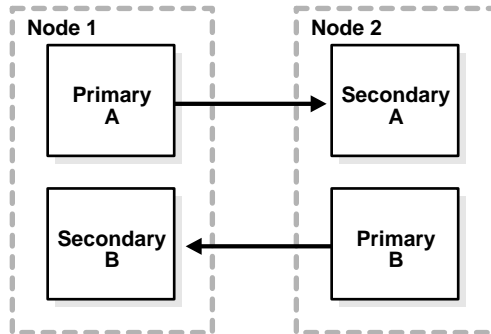 Node 1
Primary
A
Secondary
B
Node 2
Secondary
A
Primary
B